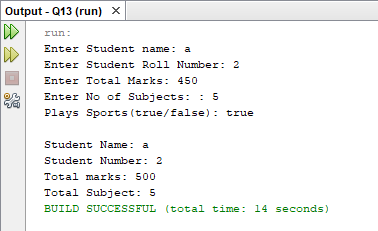 Output - Q13 (run) ×
run:
Enter Student name: a
Enter Student Roll Number: 2
Enter Total Marks: 450
Enter No of Subjects: : 5
Plays Sports(true/false): true
Student Name: a
Student Number: 2
Total marks: 500
Total Subject: 5
BUILD SUCCESSFUL (total time: 14 seconds)